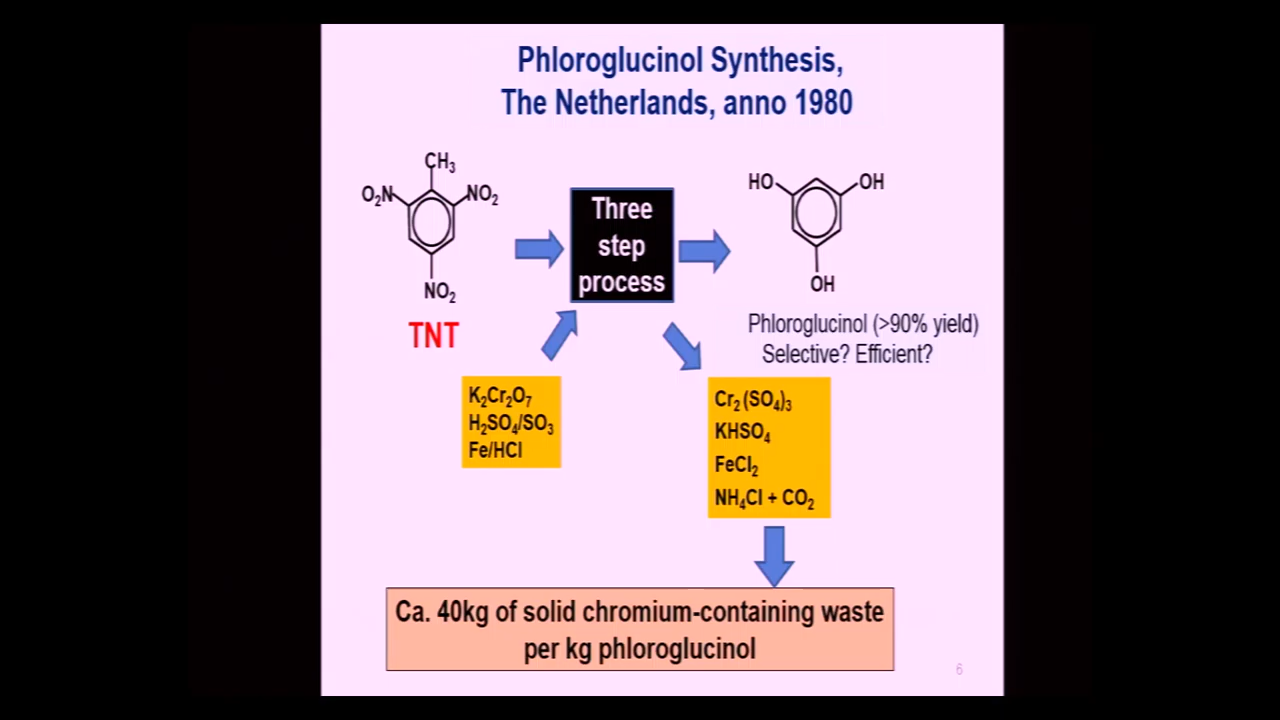 Phloroglucinol Synthesis,
The Netherlands, anno 1980
CH₃
O₂N
NO₂
NO₂
TNT
Three
step
process
HO
OH
OH
Phloroglucinol (>90% yield)
Selective? Efficient?
K₂Cr₂O₇
H₂SO₄/SO₃
Fe/HCl
Cr₂ (SO₄)₃
KHSO₄
FeCl₂
NH₄Cl + CO₂
Ca. 40kg of solid chromium-containing waste
per kg phloroglucinol
6